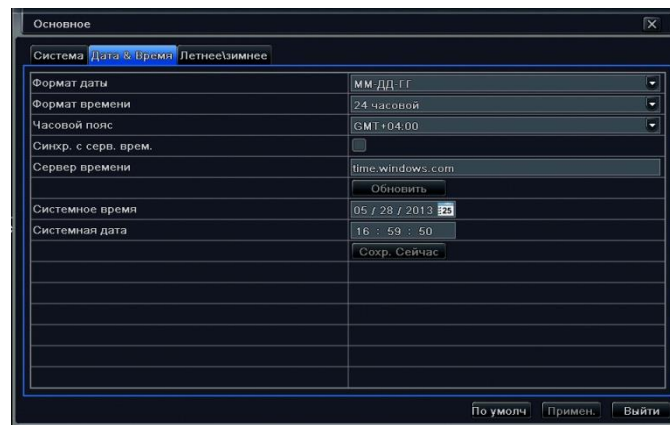 Основное
Система Дата & Время Летнее\зимнее
Формат даты ММ-ДД-ГГ
Формат времени 24 часовой
Часовой пояс GMT+04:00
Синхр. с серв. врем.
Сервер времени time.windows.com
Обновить
Системное время 05 / 28 / 2013 25
Системная дата 16 : 59 : 50
Сохр. Сейчас
По умолч Примен. Выйти